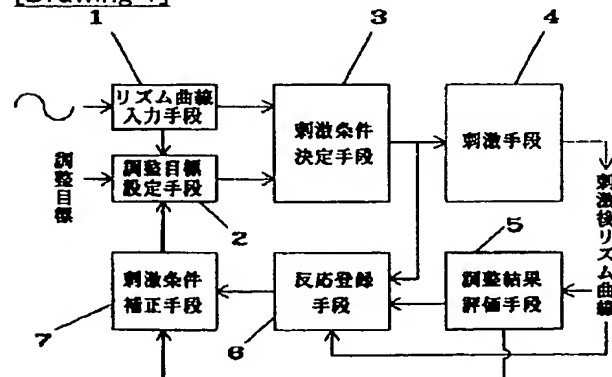 [Drawing 1]
1
3
4
リズム曲線
入力手段
刺激条件
決定手段
刺激手段
調整目標
調整目標
設定手段
2
刺激後リズム曲線
5
刺激条件
補正手段
反応登録
手段
調整結果
評価手段
7
6